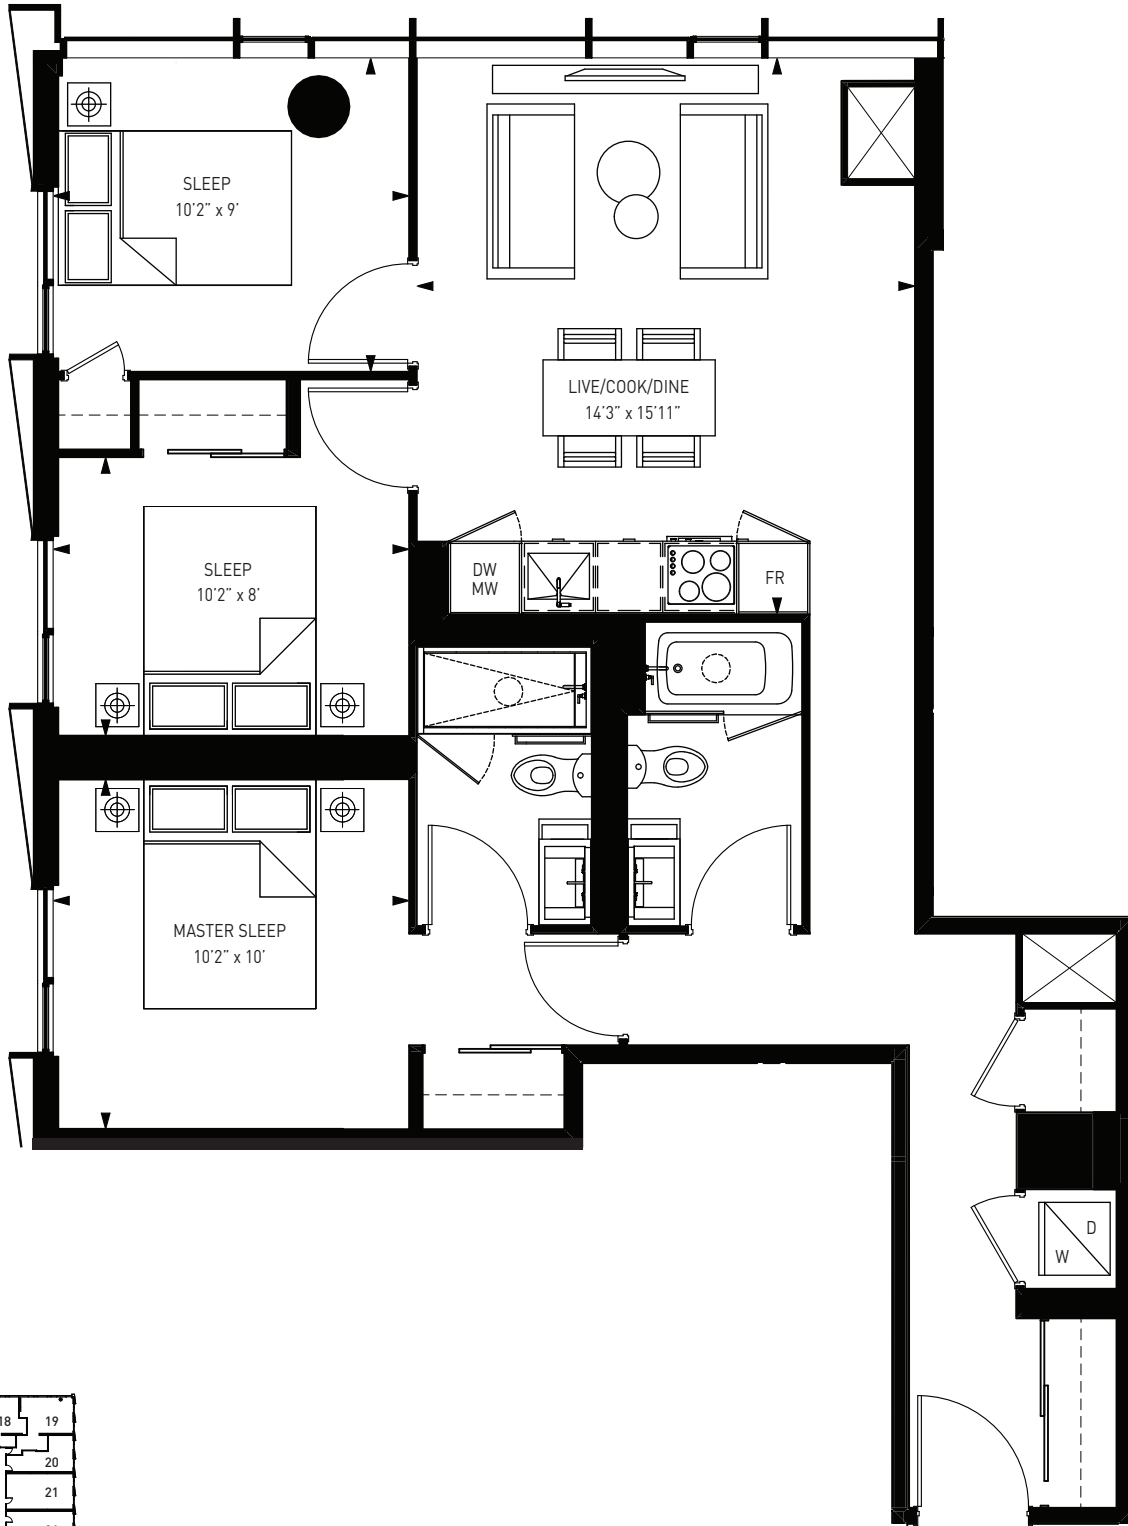 SLEEP
10'2" x 9'
LIVE/COOK/DINE
14'3" x 15'11"
SLEEP
10'2" x 8'
DW
MW
FR
MASTER SLEEP
10'2" x 10'
D
W
18
19
20
21